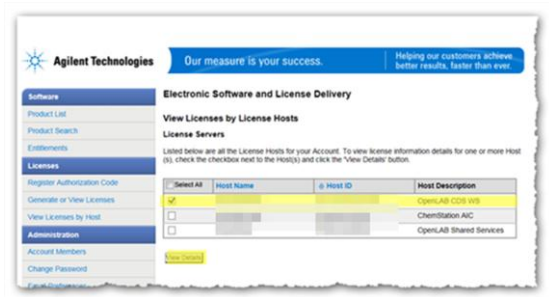 Agilent Technologies
Our measure is your success.
Helping our customers achieve
better results, faster than ever.
Software
Product List
Product Search
Entitlements
Licenses
Register Authorization Code
Generate or View Licenses
View Licenses by Host
Administration
Account Members
Change Password
Email Preferences
Electronic Software and License Delivery
View Licenses by License Hosts
License Servers
Listed below are all the License Hosts for your Account. To view license information details for one or more Host
(s), check the checkbox next to the Host(s) and click the 'View Details' button.
Select All Host Name Host ID Host Description
OpenLAB CDS WS
ChemStation AIC
OpenLAB Shared Services
View Details